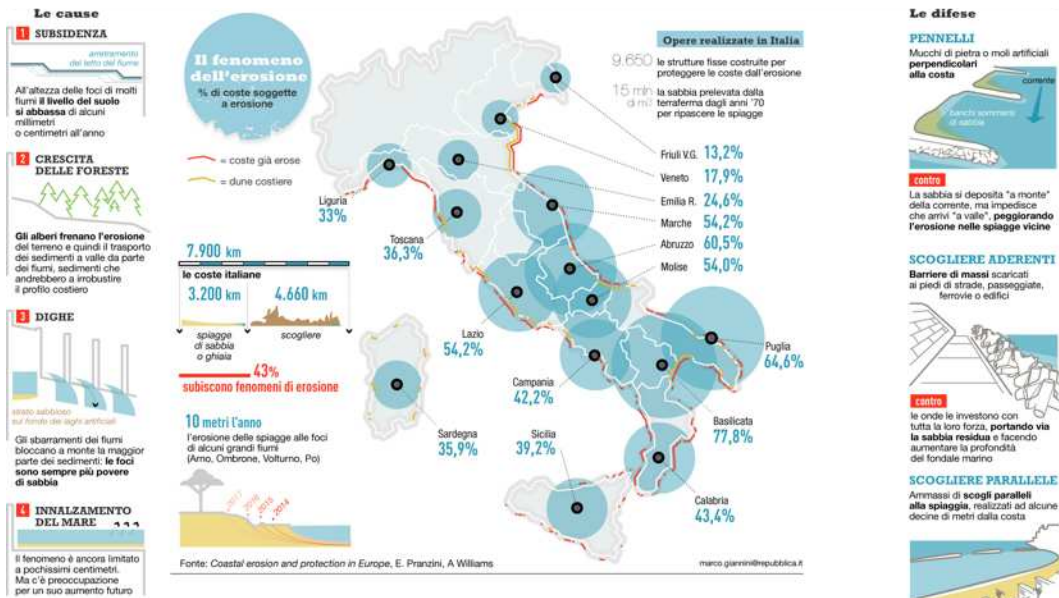 Le cause
1 SUBSIDENZA
arretramento
del letto del fiume
All'altezza delle foci di molti
fiumi il livello del suolo
si abbassa di alcuni
millimetri
o centimetri all'anno
2 CRESCITA
DELLE FORESTE
Gli alberi frenano l'erosione
del terreno e quindi il trasporto
dei sedimenti a valle da parte
dei fiumi, sedimenti che
andrebbero a irrobustire
il profilo costiero
3 DIGHE
strato sabbioso
sul fondo dei laghi artificiali
Gli sbarramenti dei fiumi
bloccano a monte la maggior
parte dei sedimenti: le foci
sono sempre più povere
di sabbia
4 INNALZAMENTO
DEL MARE
Il fenomeno è ancora limitato
a pochissimi centimetri.
Ma c'è preoccupazione
per un suo aumento futuro
Il fenomeno
dell'erosione
% di coste soggette
a erosione
= coste già erose
= dune costiere
7.900 km
le coste italiane
3.200 km
4.660 km
spiagge
di sabbia
o ghiaia
scogliere
43%
subiscono fenomeni di erosione
10 metri l'anno
l'erosione delle spiagge alle foci
di alcuni grandi fiumi
(Arno, Ombrone, Volturno, Po)
2017
2016
2015
2014
Opere realizzate in Italia
9.650 le strutture fisse costruite per
proteggere le coste dall'erosione
15 mln
di m3
la sabbia prelevata dalla
terraferma dagli anni '70
per ripascere le spiagge
Friuli V.G. 13,2%
Veneto 17,9%
Emilia R. 24,6%
Marche 54,2%
Abruzzo 60,5%
Molise 54,0%
Liguria
33%
Toscana
36,3%
Lazio
54,2%
Campania
42,2%
Puglia
64,6%
Basilicata
77,8%
Sardegna
35,9%
Sicilia
39,2%
Calabria
43,4%
Fonte: Coastal erosion and protection in Europe, E. Pranzini, A Williams
marco.giannini@repubblica.it
Le difese
PENNELLI
Mucchi di pietra o moli artificiali
perpendicolari
alla costa
corrente
banchi sommersi
di sabbia
contro
La sabbia si deposita "a monte"
della corrente, ma impedisce
che arrivi "a valle", peggiorando
l'erosione nelle spiagge vicine
SCOGLIERE ADERENTI
Barriere di massi scaricati
ai piedi di strade, passeggiate,
ferrovie o edifici
contro
le onde le investono con
tutta la loro forza, portando via
la sabbia residua e facendo
aumentare la profondità
del fondale marino
SCOGLIERE PARALLELE
Ammassi di scogli paralleli
alla spiaggia, realizzati ad alcune
decine di metri dalla costa